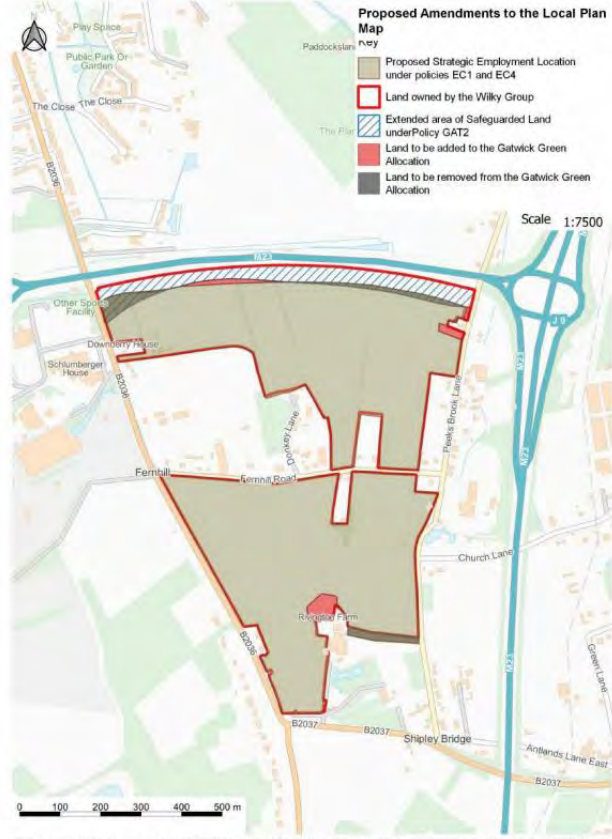 Proposed Amendments to the Local Plan
Map
Key
Proposed Strategic Employment Location
under policies EC1 and EC4
Land owned by the Wilky Group
Extended area of Safeguarded Land
underPolicy GAT2
Land to be added to the Gatwick Green
Allocation
Land to be removed from the Gatwick Green
Allocation
Scale 1:7500
Play Space
Public Park Or
Garden
The Close
The Close
B2036
M23
M23
Other Sports
Facility
J 9
Downberry House
Schlumberger
House
B2036
M23
M23
Peeks Brook Lane
Donkey Lane
Fernhill
Fernhill Road
Church Lane
Rivington Farm
B2036
Green Lane
M23
B2037
B2037
Shipley Bridge
Antlands Lane East
B2037
0 100 200 300 400 500 m